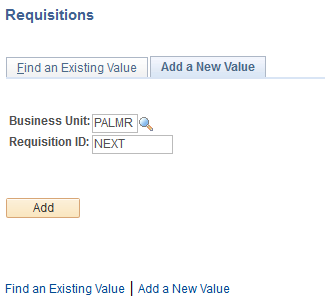 Requisitions
Find an Existing Value Add a New Value
Business Unit: PALMR
Requisition ID: NEXT
Add
Find an Existing Value | Add a New Value